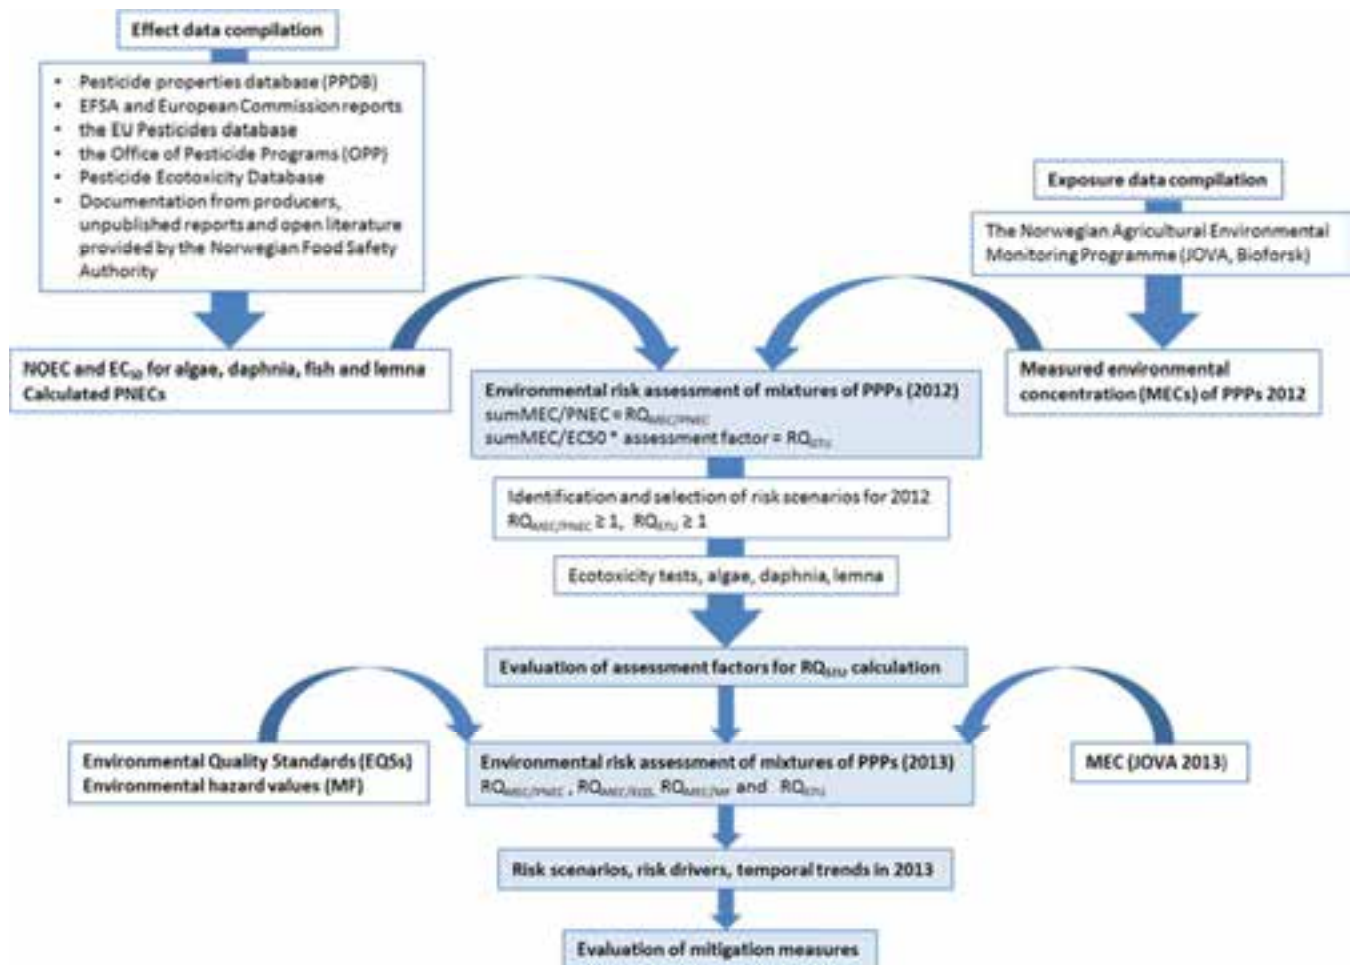 Effect data compilation
• Pesticide properties database (PPDB)
• EFSA and European Commission reports
• the EU Pesticides database
• the Office of Pesticide Programs (OPP)
• Pesticide Ecotoxicity Database
• Documentation from producers,
unpublished reports and open literature
provided by the Norwegian Food Safety
Authority
Exposure data compilation
The Norwegian Agricultural Environmental
Monitoring Programme (JOVA, Bioforsk)
NOEC and EC50 for algae, daphnia, fish and lemna
Calculated PNECs
Measured environmental
concentration (MECs) of PPPs 2012
Environmental risk assessment of mixtures of PPPs (2012)
sumMEC/PNEC = RQMEC/PNEC
sumMEC/EC50 * assessment factor = RQSTU
Identification and selection of risk scenarios for 2012
RQMEC/PNEC ≥ 1, RQSTU ≥ 1
Ecotoxicity tests, algae, daphnia, lemna
Evaluation of assessment factors for RQSTU calculation
Environmental Quality Standards (EQSs)
Environmental hazard values (MF)
Environmental risk assessment of mixtures of PPPs (2013)
RQMEC/PNEC, RQMEC/EQS, RQMEC/MF and RQSTU
MEC (JOVA 2013)
Risk scenarios, risk drivers, temporal trends in 2013
Evaluation of mitigation measures